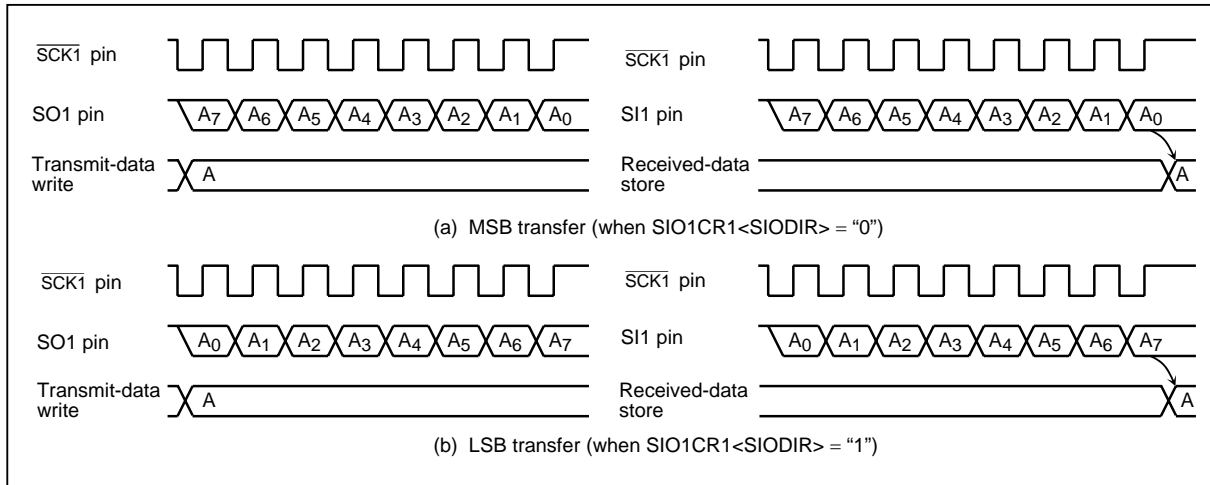 SCK1 pin
SO1 pin A7 A6 A5 A4 A3 A2 A1 A0
Transmit-data
write
A
SCK1 pin
SI1 pin A7 A6 A5 A4 A3 A2 A1 A0
Received-data
store
A
(a) MSB transfer (when SIO1CR1<SIODIR> = “0”)
SCK1 pin
SO1 pin A0 A1 A2 A3 A4 A5 A6 A7
Transmit-data
write
A
SCK1 pin
SI1 pin A0 A1 A2 A3 A4 A5 A6 A7
Received-data
store
A
(b) LSB transfer (when SIO1CR1<SIODIR> = “1”)